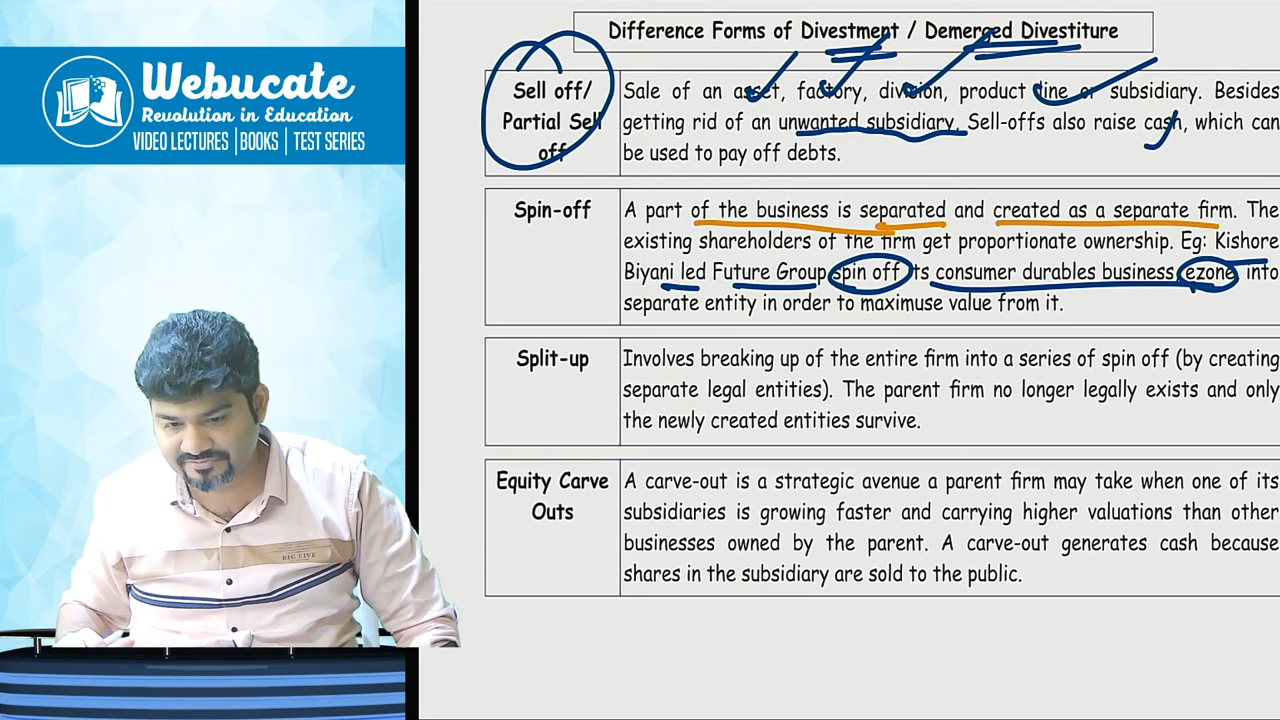 Webucate
Revolution in Education
VIDEO LECTURES | BOOKS | TEST SERIES
BIG FIVE
Difference Forms of Divestment / Demerged Divestiture
Sell off/
Partial Sell
off
Sale of an asset, factory, division, product line or subsidiary. Besides
getting rid of an unwanted subsidiary, Sell-offs also raise cash, which can
be used to pay off debts.
Spin-off
A part of the business is separated and created as a separate firm. The
existing shareholders of the firm get proportionate ownership. Eg: Kishore
Biyani led Future Group spin off its consumer durables business ezone into
separate entity in order to maximuse value from it.
Split-up
Involves breaking up of the entire firm into a series of spin off (by creating
separate legal entities). The parent firm no longer legally exists and only
the newly created entities survive.
Equity Carve
Outs
A carve-out is a strategic avenue a parent firm may take when one of its
subsidiaries is growing faster and carrying higher valuations than other
businesses owned by the parent. A carve-out generates cash because
shares in the subsidiary are sold to the public.